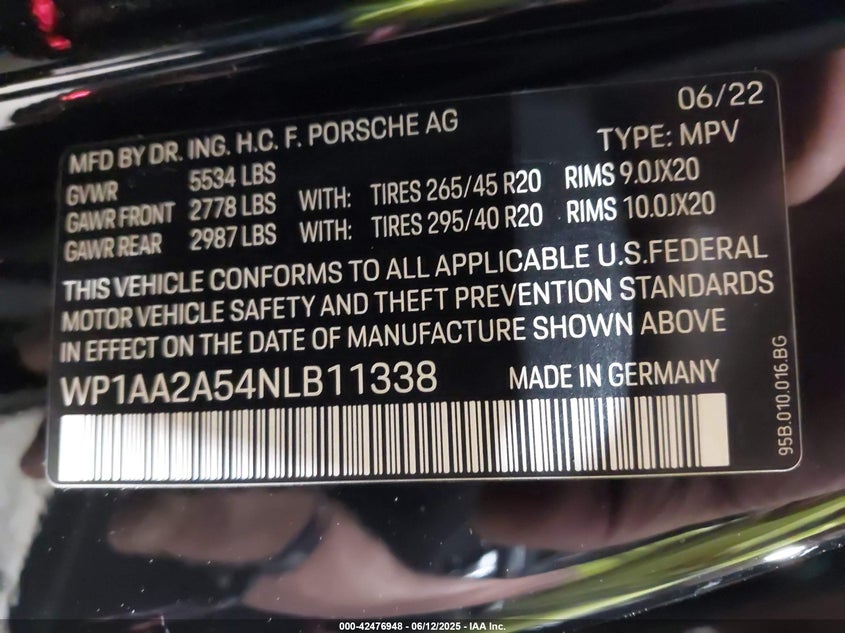 06/22
MFD BY DR. ING. H.C. F. PORSCHE AG
TYPE: MPV
GVWR 5534 LBS
GAWR FRONT 2778 LBS WITH: TIRES 265/45 R20 RIMS 9.0JX20
GAWR REAR 2987 LBS WITH: TIRES 295/40 R20 RIMS 10.0JX20
THIS VEHICLE CONFORMS TO ALL APPLICABLE U.S.FEDERAL
MOTOR VEHICLE SAFETY AND THEFT PREVENTION STANDARDS
IN EFFECT ON THE DATE OF MANUFACTURE SHOWN ABOVE
WP1AA2A54NLB11338 MADE IN GERMANY
95B.010.016.BG
000-42476948 - 06/12/2025 - IAA Inc.